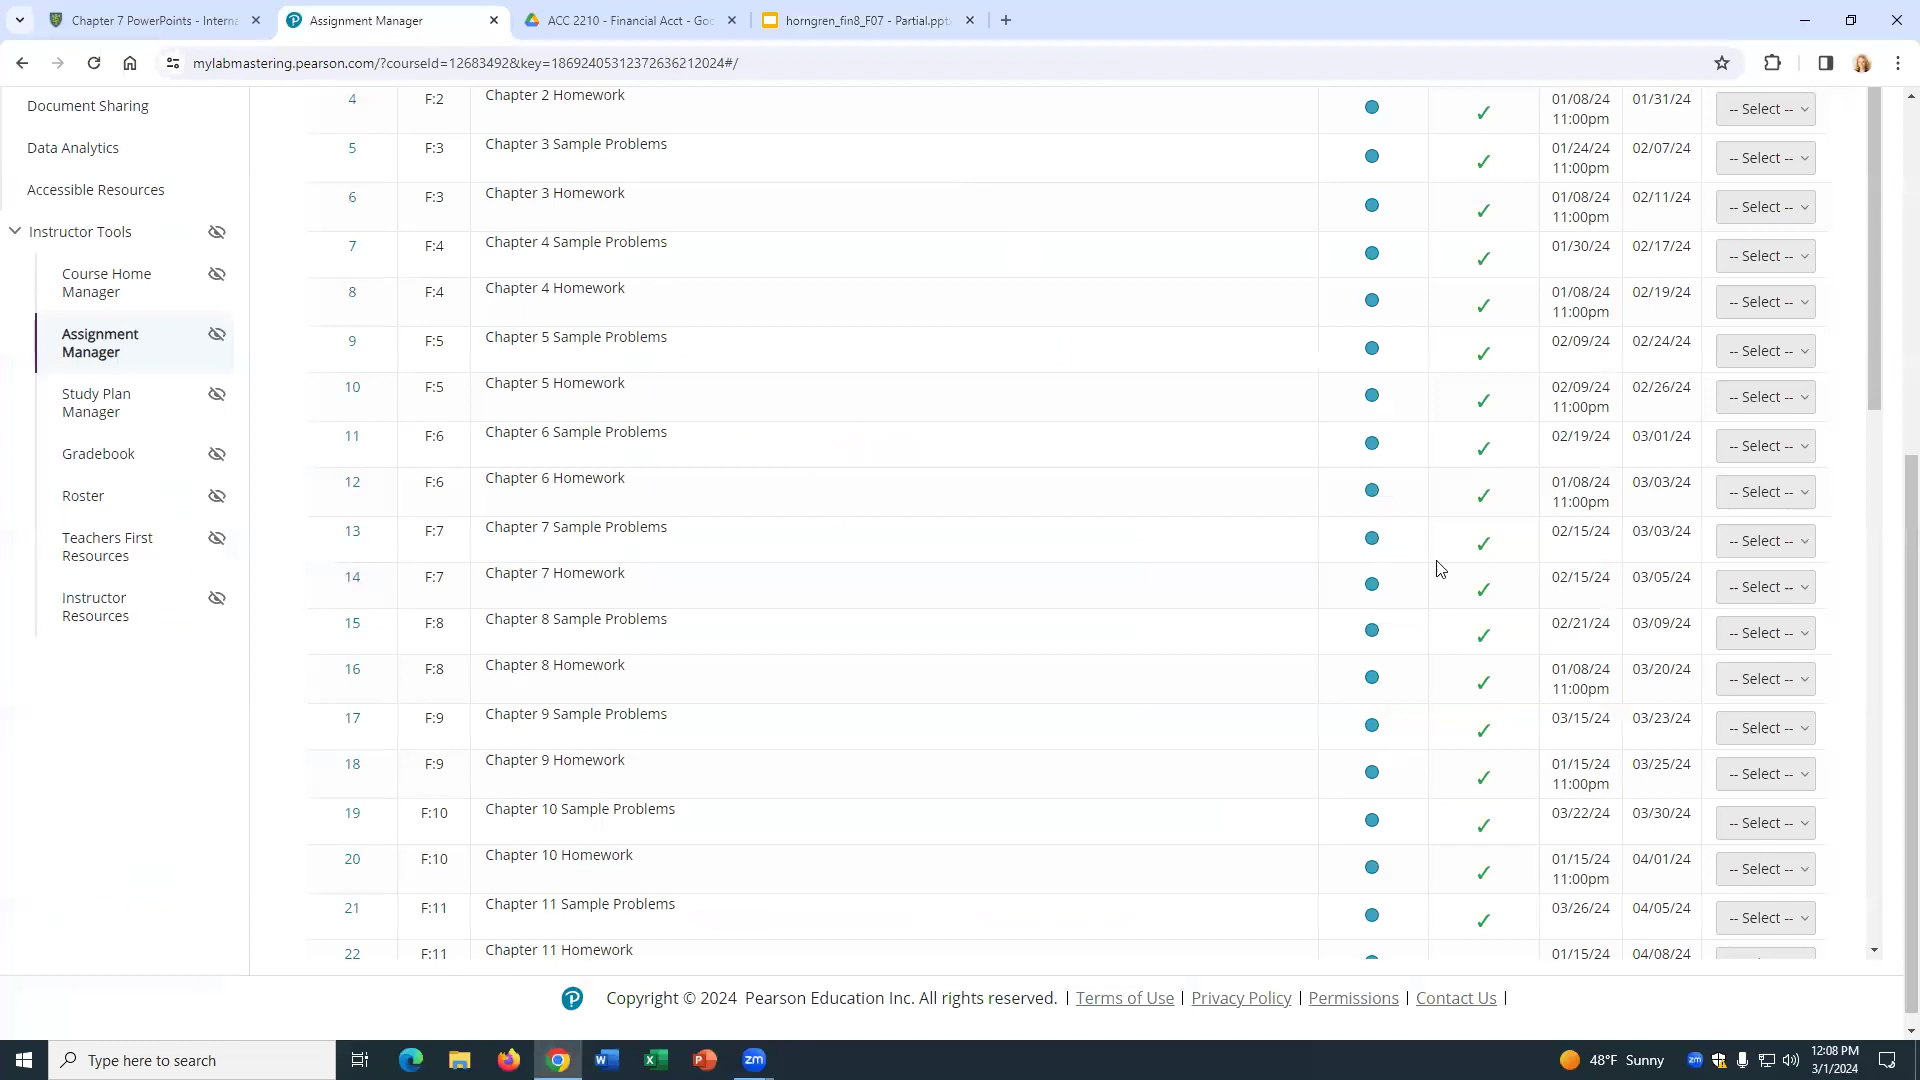 Chapter 7 PowerPoints - Interna
Assignment Manager
ACC 2210 - Financial Acct - Goo
horngren_fin8_F07 - Partial.pptx
mylabmastering.pearson.com/?courseId=12683492&key=18692405312372636212024#/
Document Sharing
Data Analytics
Accessible Resources
Instructor Tools
Course Home
Manager
Assignment
Manager
Study Plan
Manager
Gradebook
Roster
Teachers First
Resources
Instructor
Resources
4 F:2 Chapter 2 Homework 01/08/24 01/31/24 -- Select --
11:00pm
5 F:3 Chapter 3 Sample Problems 01/24/24 02/07/24 -- Select --
11:00pm
6 F:3 Chapter 3 Homework 01/08/24 02/11/24 -- Select --
11:00pm
7 F:4 Chapter 4 Sample Problems 01/30/24 02/17/24 -- Select --
8 F:4 Chapter 4 Homework 01/08/24 02/19/24 -- Select --
11:00pm
9 F:5 Chapter 5 Sample Problems 02/09/24 02/24/24 -- Select --
10 F:5 Chapter 5 Homework 02/09/24 02/26/24 -- Select --
11:00pm
11 F:6 Chapter 6 Sample Problems 02/19/24 03/01/24 -- Select --
12 F:6 Chapter 6 Homework 01/08/24 03/03/24 -- Select --
11:00pm
13 F:7 Chapter 7 Sample Problems 02/15/24 03/03/24 -- Select --
14 F:7 Chapter 7 Homework 02/15/24 03/05/24 -- Select --
15 F:8 Chapter 8 Sample Problems 02/21/24 03/09/24 -- Select --
16 F:8 Chapter 8 Homework 01/08/24 03/20/24 -- Select --
11:00pm
17 F:9 Chapter 9 Sample Problems 03/15/24 03/23/24 -- Select --
18 F:9 Chapter 9 Homework 01/15/24 03/25/24 -- Select --
11:00pm
19 F:10 Chapter 10 Sample Problems 03/22/24 03/30/24 -- Select --
20 F:10 Chapter 10 Homework 01/15/24 04/01/24 -- Select --
11:00pm
21 F:11 Chapter 11 Sample Problems 03/26/24 04/05/24 -- Select --
22 F:11 Chapter 11 Homework 01/15/24 04/08/24
Copyright © 2024 Pearson Education Inc. All rights reserved. | Terms of Use | Privacy Policy | Permissions | Contact Us |
Type here to search
zm
48°F Sunny
zm
12:08 PM
3/1/2024